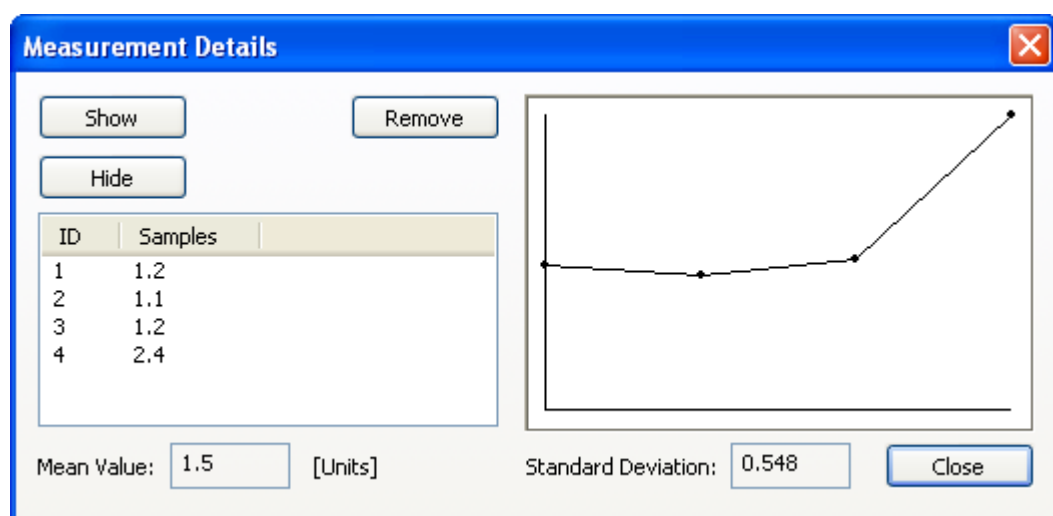 Measurement Details
Show
Remove
Hide
ID Samples
1 1.2
2 1.1
3 1.2
4 2.4
Mean Value: 1.5 [Units]
Standard Deviation: 0.548
Close